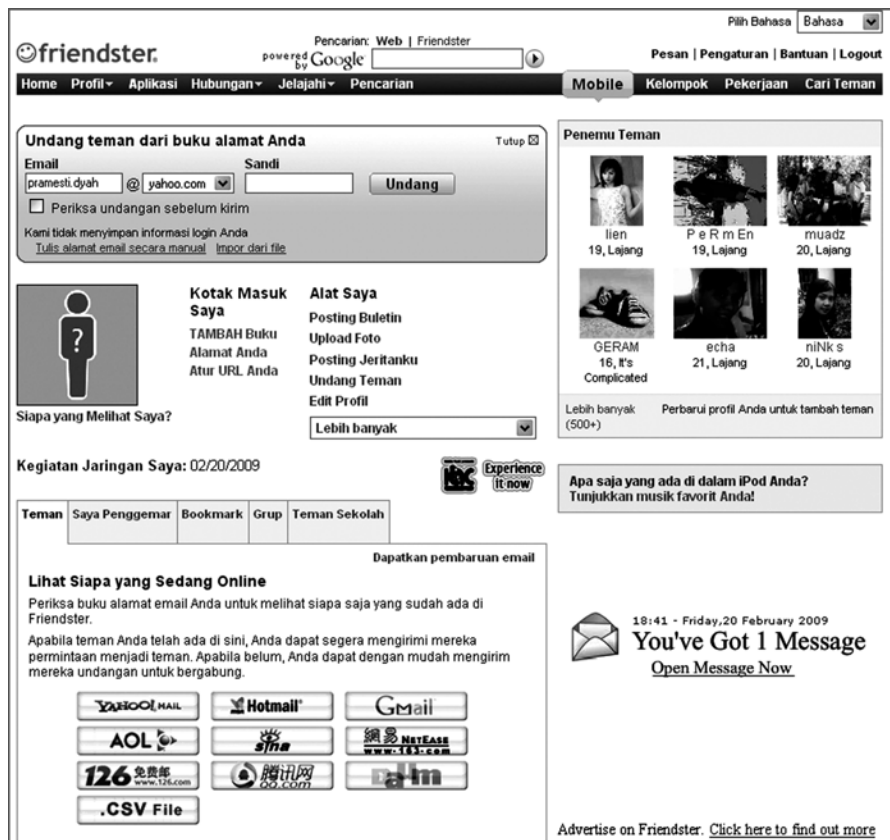 Pilih Bahasa Bahasa
friendster.
Pencarian: Web | Friendster
powered by Google
Pesan | Pengaturan | Bantuan | Logout
Home Profil Aplikasi Hubungan Jelajahi Pencarian
Mobile Kelompok Pekerjaan Cari Teman
Undang teman dari buku alamat Anda
Tutup
Email Sandi
pramesti.dyah @ yahoo.com Undang
Periksa undangan sebelum kirim
Kami tidak menyimpan informasi login Anda
Tulis alamat email secara manual Impor dari file
?
Siapa yang Melihat Saya?
Kotak Masuk
Saya
TAMBAH Buku
Alamat Anda
Atur URL Anda
Alat Saya
Posting Buletin
Upload Foto
Posting Jeritanku
Undang Teman
Edit Profil
Lebih banyak
Penemu Teman
lien
19, Lajang
P e R m En
19, Lajang
muadz
20, Lajang
GERAM
16, It's
Complicated
echa
21, Lajang
niNk s
20, Lajang
Lebih banyak
(500+)
Perbarui profil Anda untuk tambah teman
Kegiatan Jaringan Saya: 02/20/2009
Experience
it now
Apa saja yang ada di dalam iPod Anda?
Tunjukkan musik favorit Anda!
Teman Saya Penggemar Bookmark Grup Teman Sekolah
Dapatkan pembaruan email
Lihat Siapa yang Sedang Online
Periksa buku alamat email Anda untuk melihat siapa saja yang sudah ada di
Friendster.
Apabila teman Anda telah ada di sini, Anda dapat segera mengirimi mereka
permintaan menjadi teman. Apabila belum, Anda dapat dengan mudah mengirim
mereka undangan untuk bergabung.
YAHOO! MAIL Hotmail GMail
AOL sina 網易 NETEASE
www.163.com
126 免费邮
www.126.com
腾讯网
QQ.com
Daum
.CSV File
18:41 - Friday,20 February 2009
You've Got 1 Message
Open Message Now
Advertise on Friendster. Click here to find out more